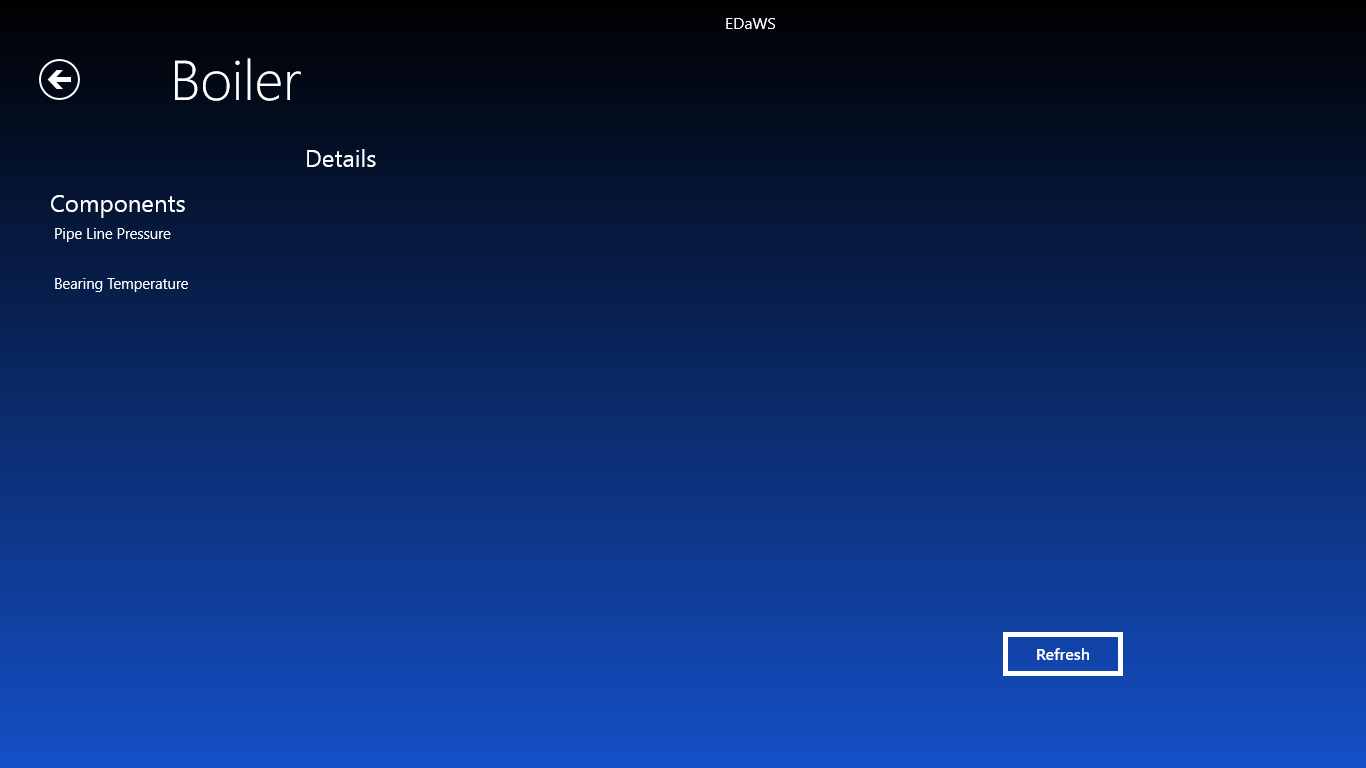 EDaWS
Boiler
Details
Components
Pipe Line Pressure
Bearing Temperature
Refresh